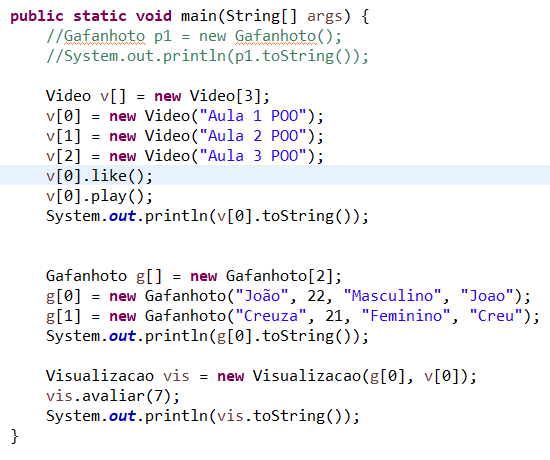 public static void main(String[] args) {
    //Gafanhoto p1 = new Gafanhoto();
    //System.out.println(p1.toString());

    Video v[] = new Video[3];
    v[0] = new Video("Aula 1 POO");
    v[1] = new Video("Aula 2 POO");
    v[2] = new Video("Aula 3 POO");
    v[0].like();
    v[0].play();
    System.out.println(v[0].toString());


    Gafanhoto g[] = new Gafanhoto[2];
    g[0] = new Gafanhoto("João", 22, "Masculino", "Joao");
    g[1] = new Gafanhoto("Creuza", 21, "Feminino", "Creu");
    System.out.println(g[0].toString());

    Visualizacao vis = new Visualizacao(g[0], v[0]);
    vis.avaliar(7);
    System.out.println(vis.toString());
}